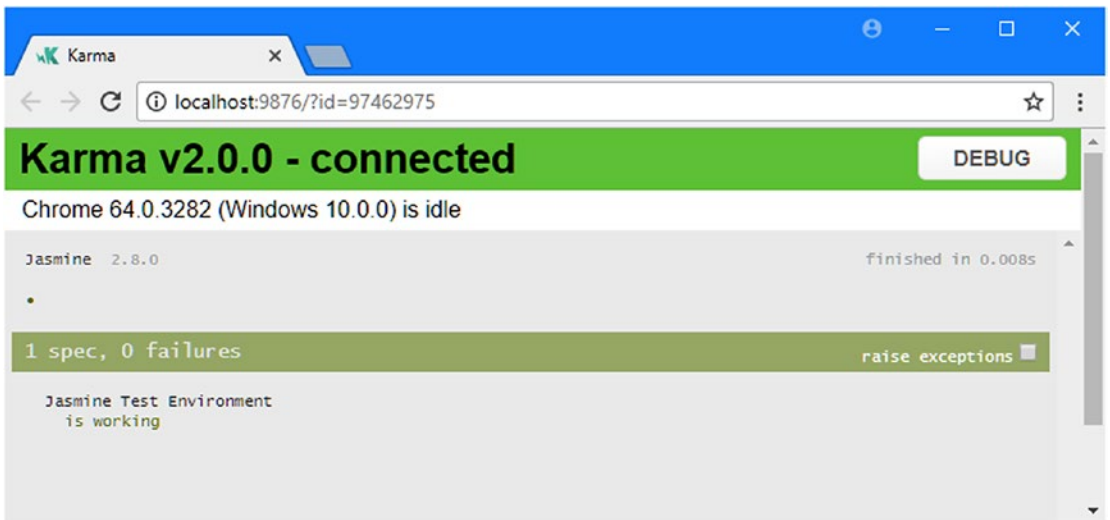 Karma
localhost:9876/?id=97462975
Karma v2.0.0 - connected
DEBUG
Chrome 64.0.3282 (Windows 10.0.0) is idle
Jasmine 2.8.0
finished in 0.008s
1 spec, 0 failures
raise exceptions
Jasmine Test Environment
is working